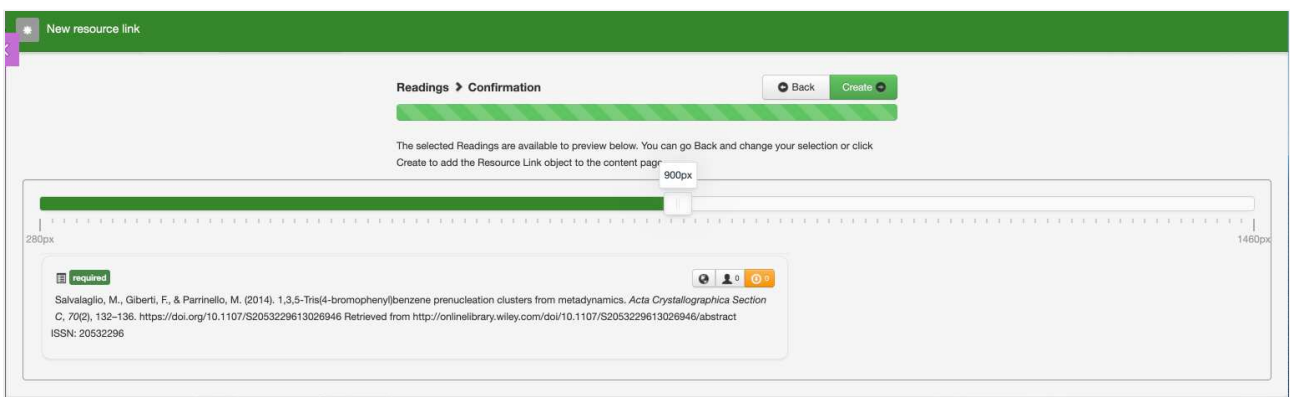 New resource link
Readings > Confirmation
Back
Create
The selected Readings are available to preview below. You can go Back and change your selection or click
Create to add the Resource Link object to the content page
900px
280px
1460px
required
0
0
Salvalaglio, M., Giberti, F., & Parrinello, M. (2014). 1,3,5-Tris(4-bromophenyl)benzene prenucleation clusters from metadynamics. Acta Crystallographica Section
C, 70(2), 132–136. https://doi.org/10.1107/S2053229613026946 Retrieved from http://onlinelibrary.wiley.com/doi/10.1107/S2053229613026946/abstract
ISSN: 20532296